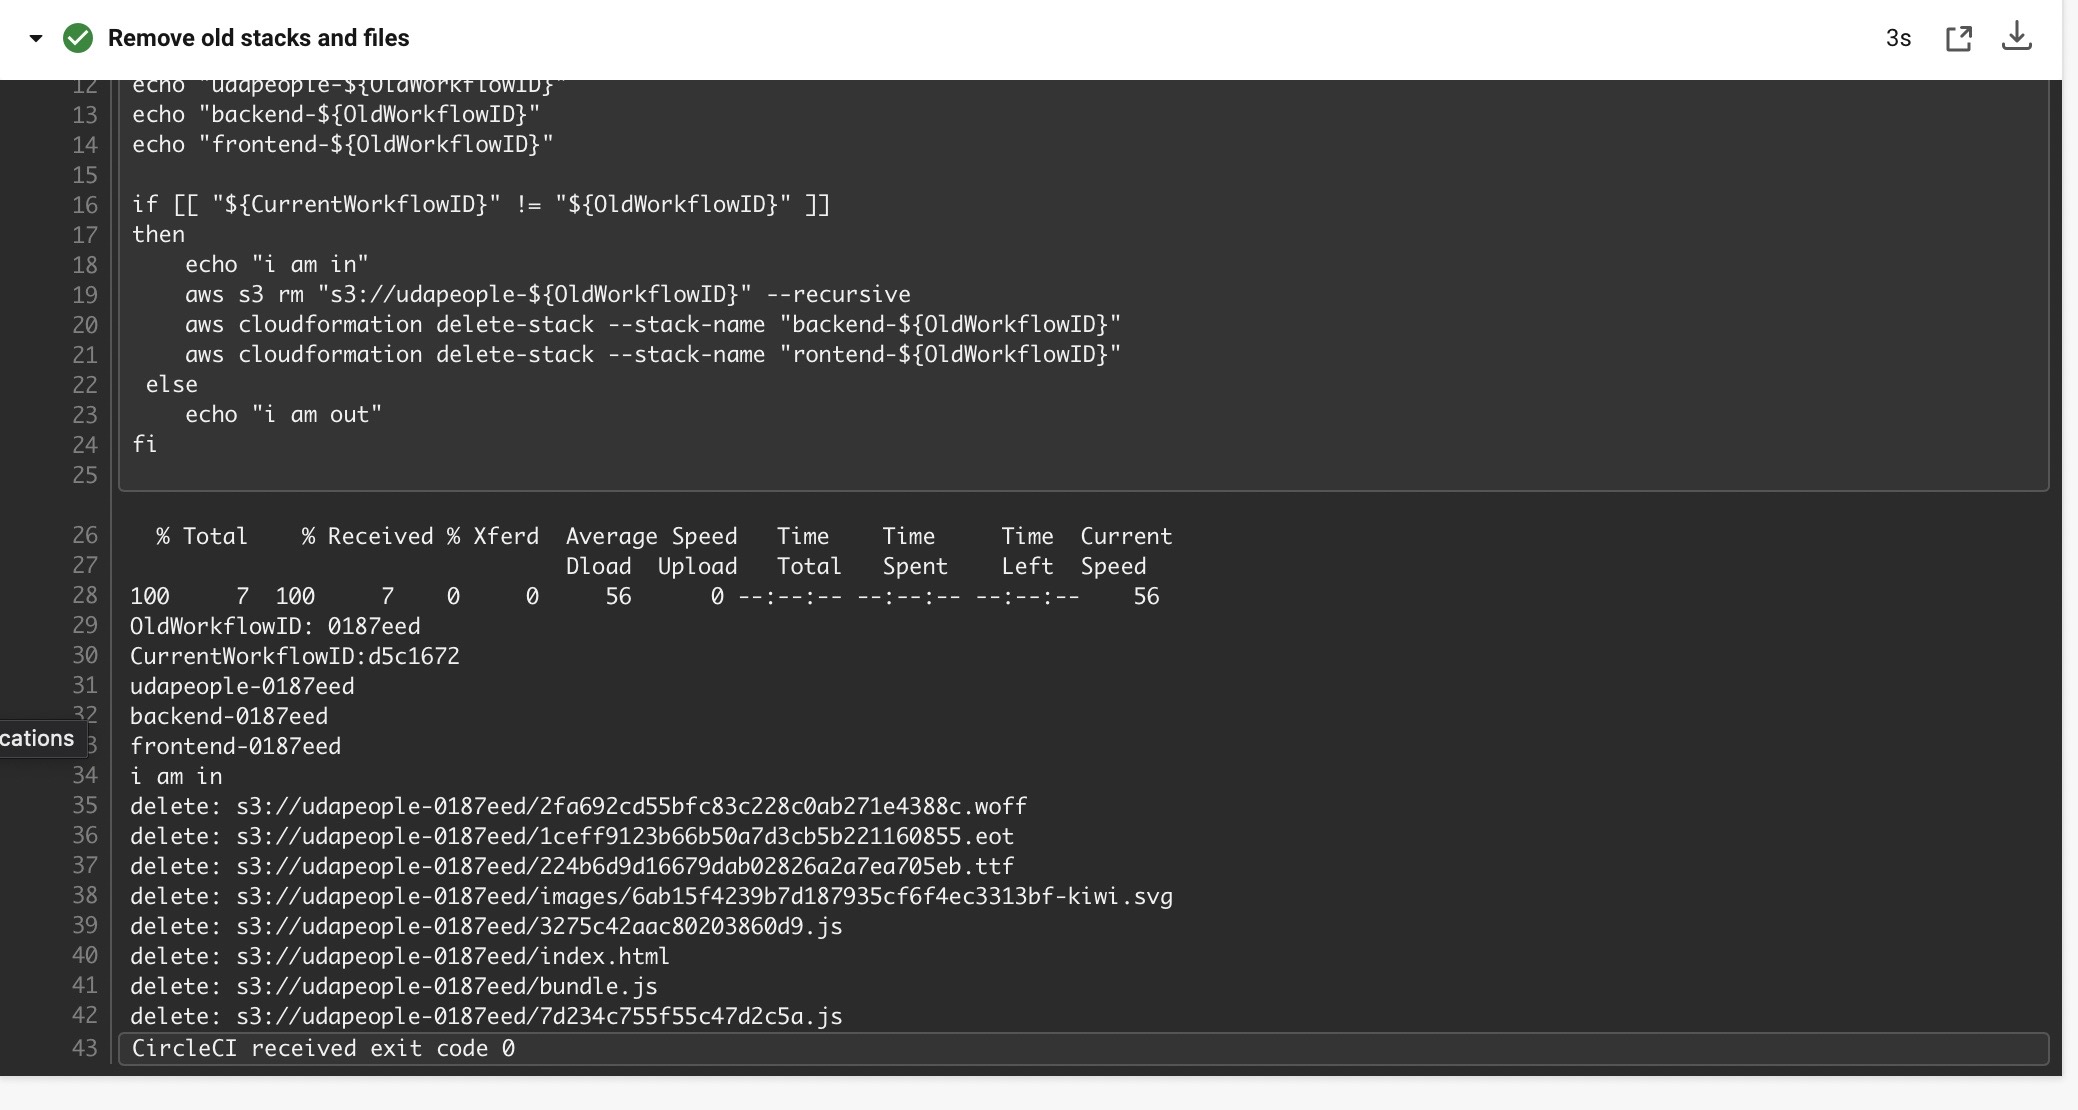 Remove old stacks and files
3s
12 echo "udapeople-${OldWorkflowID}"
13 echo "backend-${OldWorkflowID}"
14 echo "frontend-${OldWorkflowID}"
15
16 if [[ "${CurrentWorkflowID}" != "${OldWorkflowID}" ]]
17 then
18     echo "i am in"
19     aws s3 rm "s3://udapeople-${OldWorkflowID}" --recursive
20     aws cloudformation delete-stack --stack-name "backend-${OldWorkflowID}"
21     aws cloudformation delete-stack --stack-name "rontend-${OldWorkflowID}"
22  else
23     echo "i am out"
24 fi
25
26   % Total    % Received % Xferd  Average Speed   Time    Time     Time  Current
27                                  Dload  Upload   Total   Spent    Left  Speed
28 100     7  100     7    0     0     56      0 --:--:-- --:--:-- --:--:--    56
29 OldWorkflowID: 0187eed
30 CurrentWorkflowID:d5c1672
31 udapeople-0187eed
32 backend-0187eed
cations
3 frontend-0187eed
34 i am in
35 delete: s3://udapeople-0187eed/2fa692cd55bfc83c228c0ab271e4388c.woff
36 delete: s3://udapeople-0187eed/1ceff9123b66b50a7d3cb5b221160855.eot
37 delete: s3://udapeople-0187eed/224b6d9d16679dab02826a2a7ea705eb.ttf
38 delete: s3://udapeople-0187eed/images/6ab15f4239b7d187935cf6f4ec3313bf-kiwi.svg
39 delete: s3://udapeople-0187eed/3275c42aac80203860d9.js
40 delete: s3://udapeople-0187eed/index.html
41 delete: s3://udapeople-0187eed/bundle.js
42 delete: s3://udapeople-0187eed/7d234c755f55c47d2c5a.js
43 CircleCI received exit code 0